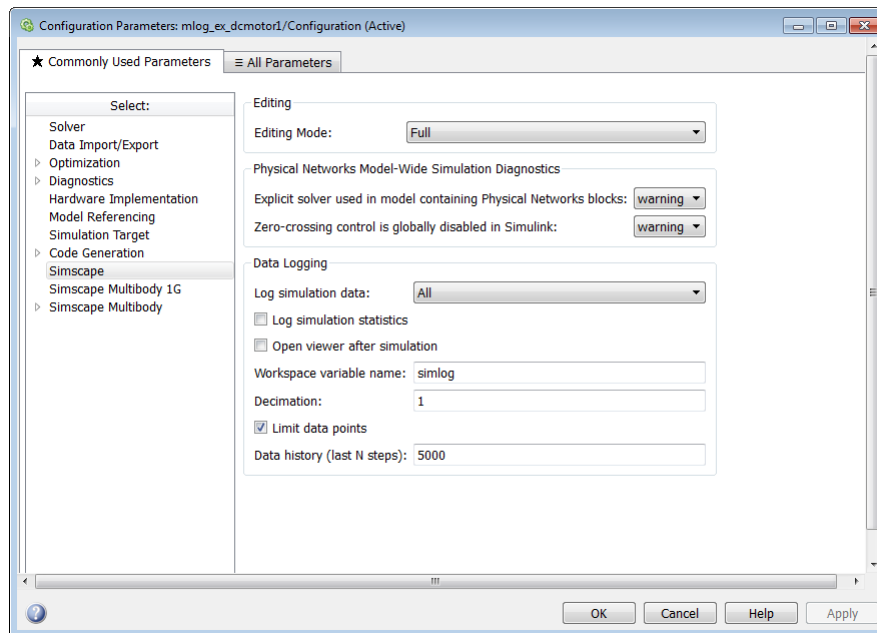 Configuration Parameters: mlog_ex_dcmotor1/Configuration (Active)
★ Commonly Used Parameters
≡ All Parameters
Select:
Solver
Data Import/Export
Optimization
Diagnostics
Hardware Implementation
Model Referencing
Simulation Target
Code Generation
Simscape
Simscape Multibody 1G
Simscape Multibody
Editing
Editing Mode: Full
Physical Networks Model-Wide Simulation Diagnostics
Explicit solver used in model containing Physical Networks blocks: warning
Zero-crossing control is globally disabled in Simulink: warning
Data Logging
Log simulation data: All
Log simulation statistics
Open viewer after simulation
Workspace variable name: simlog
Decimation: 1
Limit data points
Data history (last N steps): 5000
OK Cancel Help Apply